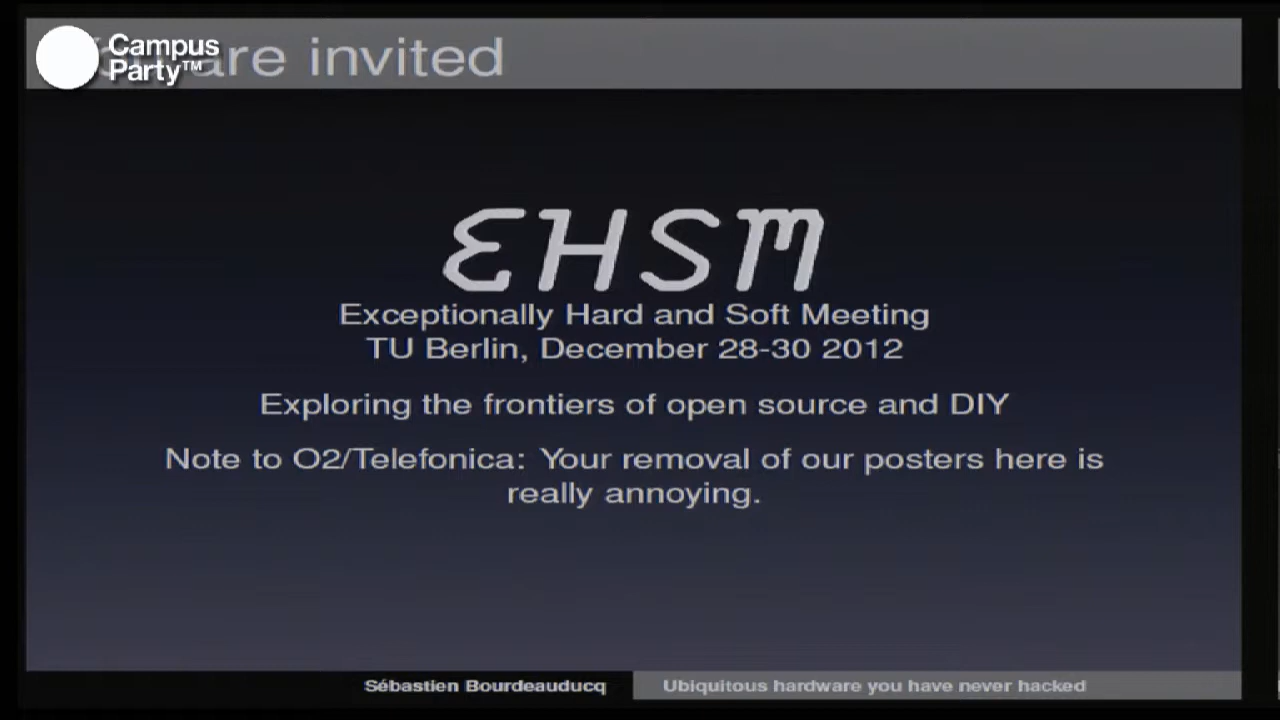 Campus
Party™
are invited
EHSM
Exceptionally Hard and Soft Meeting
TU Berlin, December 28-30 2012
Exploring the frontiers of open source and DIY
Note to O2/Telefonica: Your removal of our posters here is
really annoying.
Sébastien Bourdeauducq
Ubiquitous hardware you have never hacked